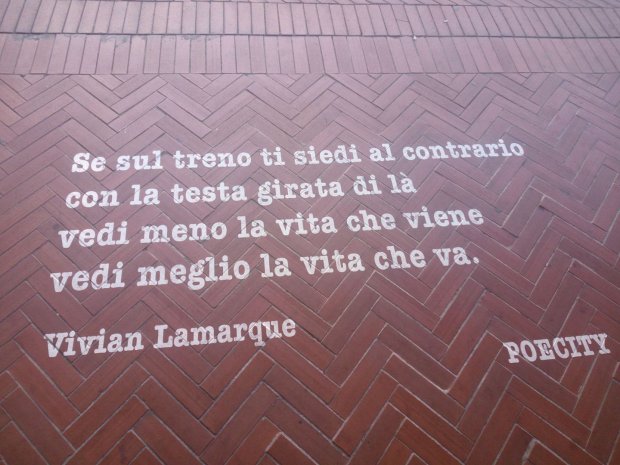 Se sul treno ti siedi al contrario
con la testa girata di là
vedi meno la vita che viene
vedi meglio la vita che va.
Vivian Lamarque
POECITY